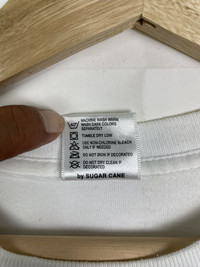 MACHINE WASH WARM
WASH DARK COLORS
SEPARATELY
TUMBLE DRY LOW
USE NON-CHLORINE BLEACH
ONLY IF NEEDED
DO NOT IRON IF DECORATED
DO NOT DRY CLEAN IF
DECORATED
by SUGAR CANE